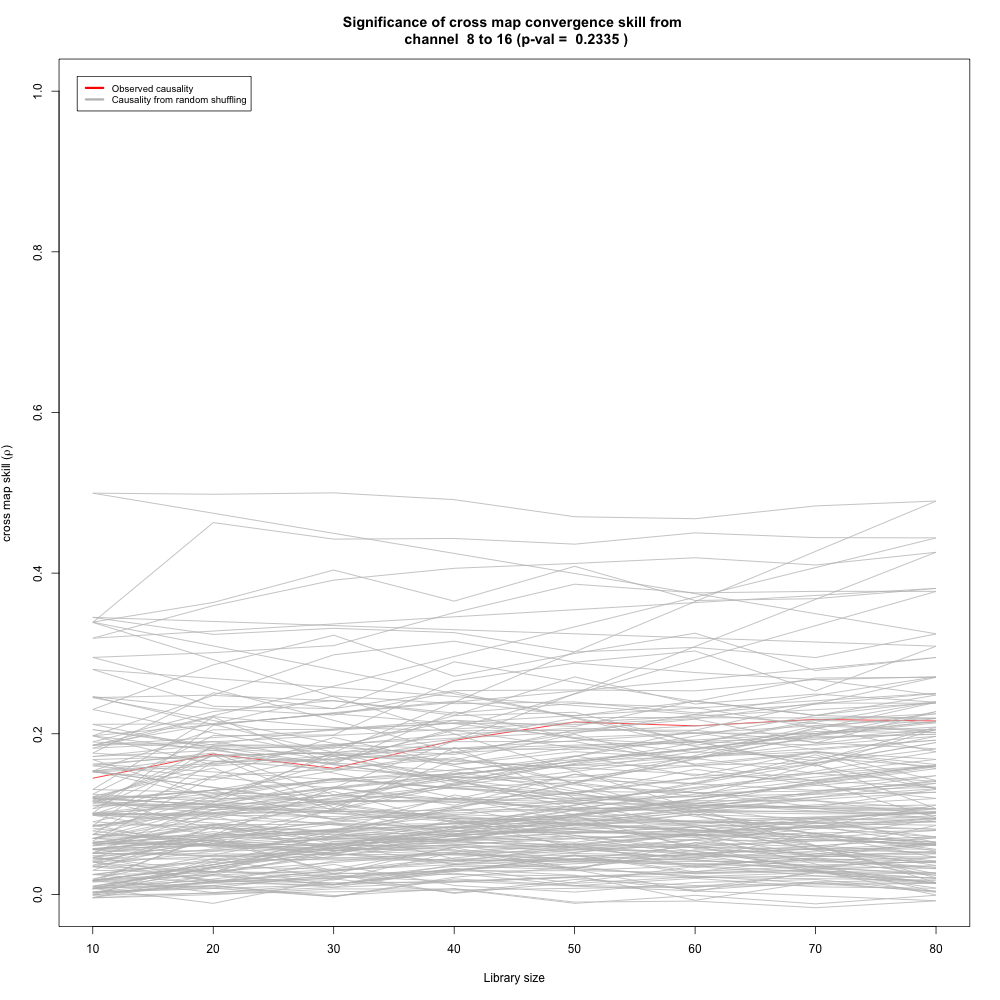 Significance of cross map convergence skill from
channel  8 to 16 (p-val =  0.2335 )
Observed causality
Causality from random shuffling
1.0
0.8
0.6
0.4
0.2
0.0
cross map skill (ρ)
10 20 30 40 50 60 70 80
Library size